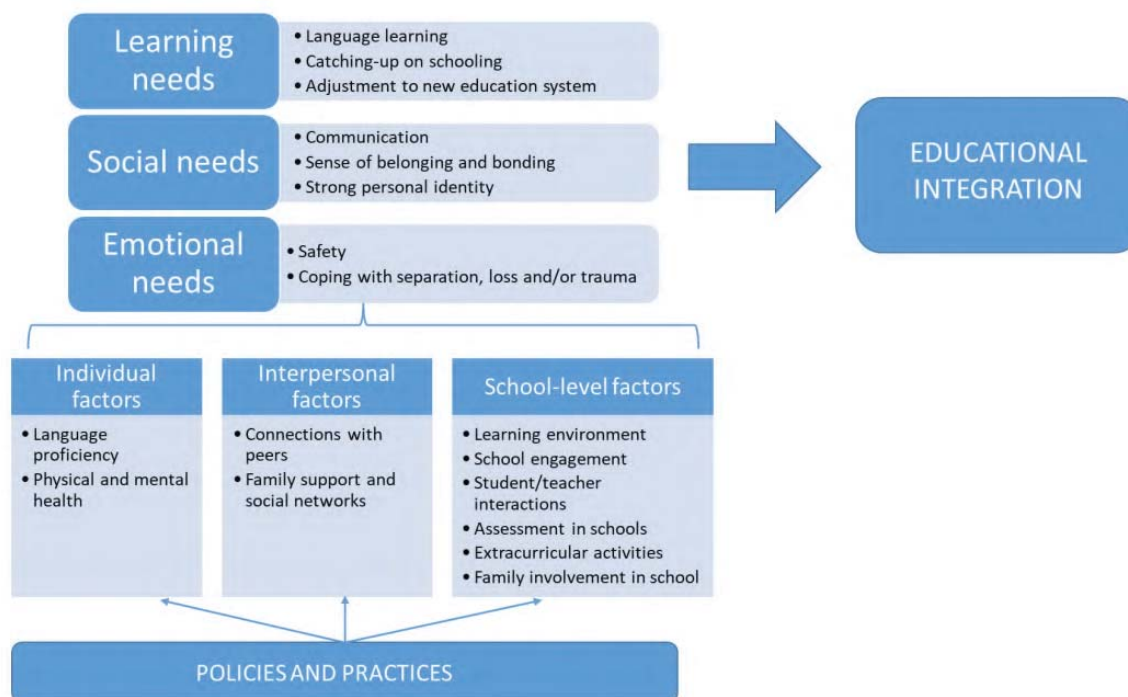 Learning
needs
• Language learning
• Catching-up on schooling
• Adjustment to new education system
Social needs
• Communication
• Sense of belonging and bonding
• Strong personal identity
Emotional
needs
• Safety
• Coping with separation, loss and/or trauma
EDUCATIONAL
INTEGRATION
Individual
factors
• Language
proficiency
• Physical and mental
health
Interpersonal
factors
• Connections with
peers
• Family support and
social networks
School-level factors
• Learning environment
• School engagement
• Student/teacher
interactions
• Assessment in schools
• Extracurricular activities
• Family involvement in school
POLICIES AND PRACTICES